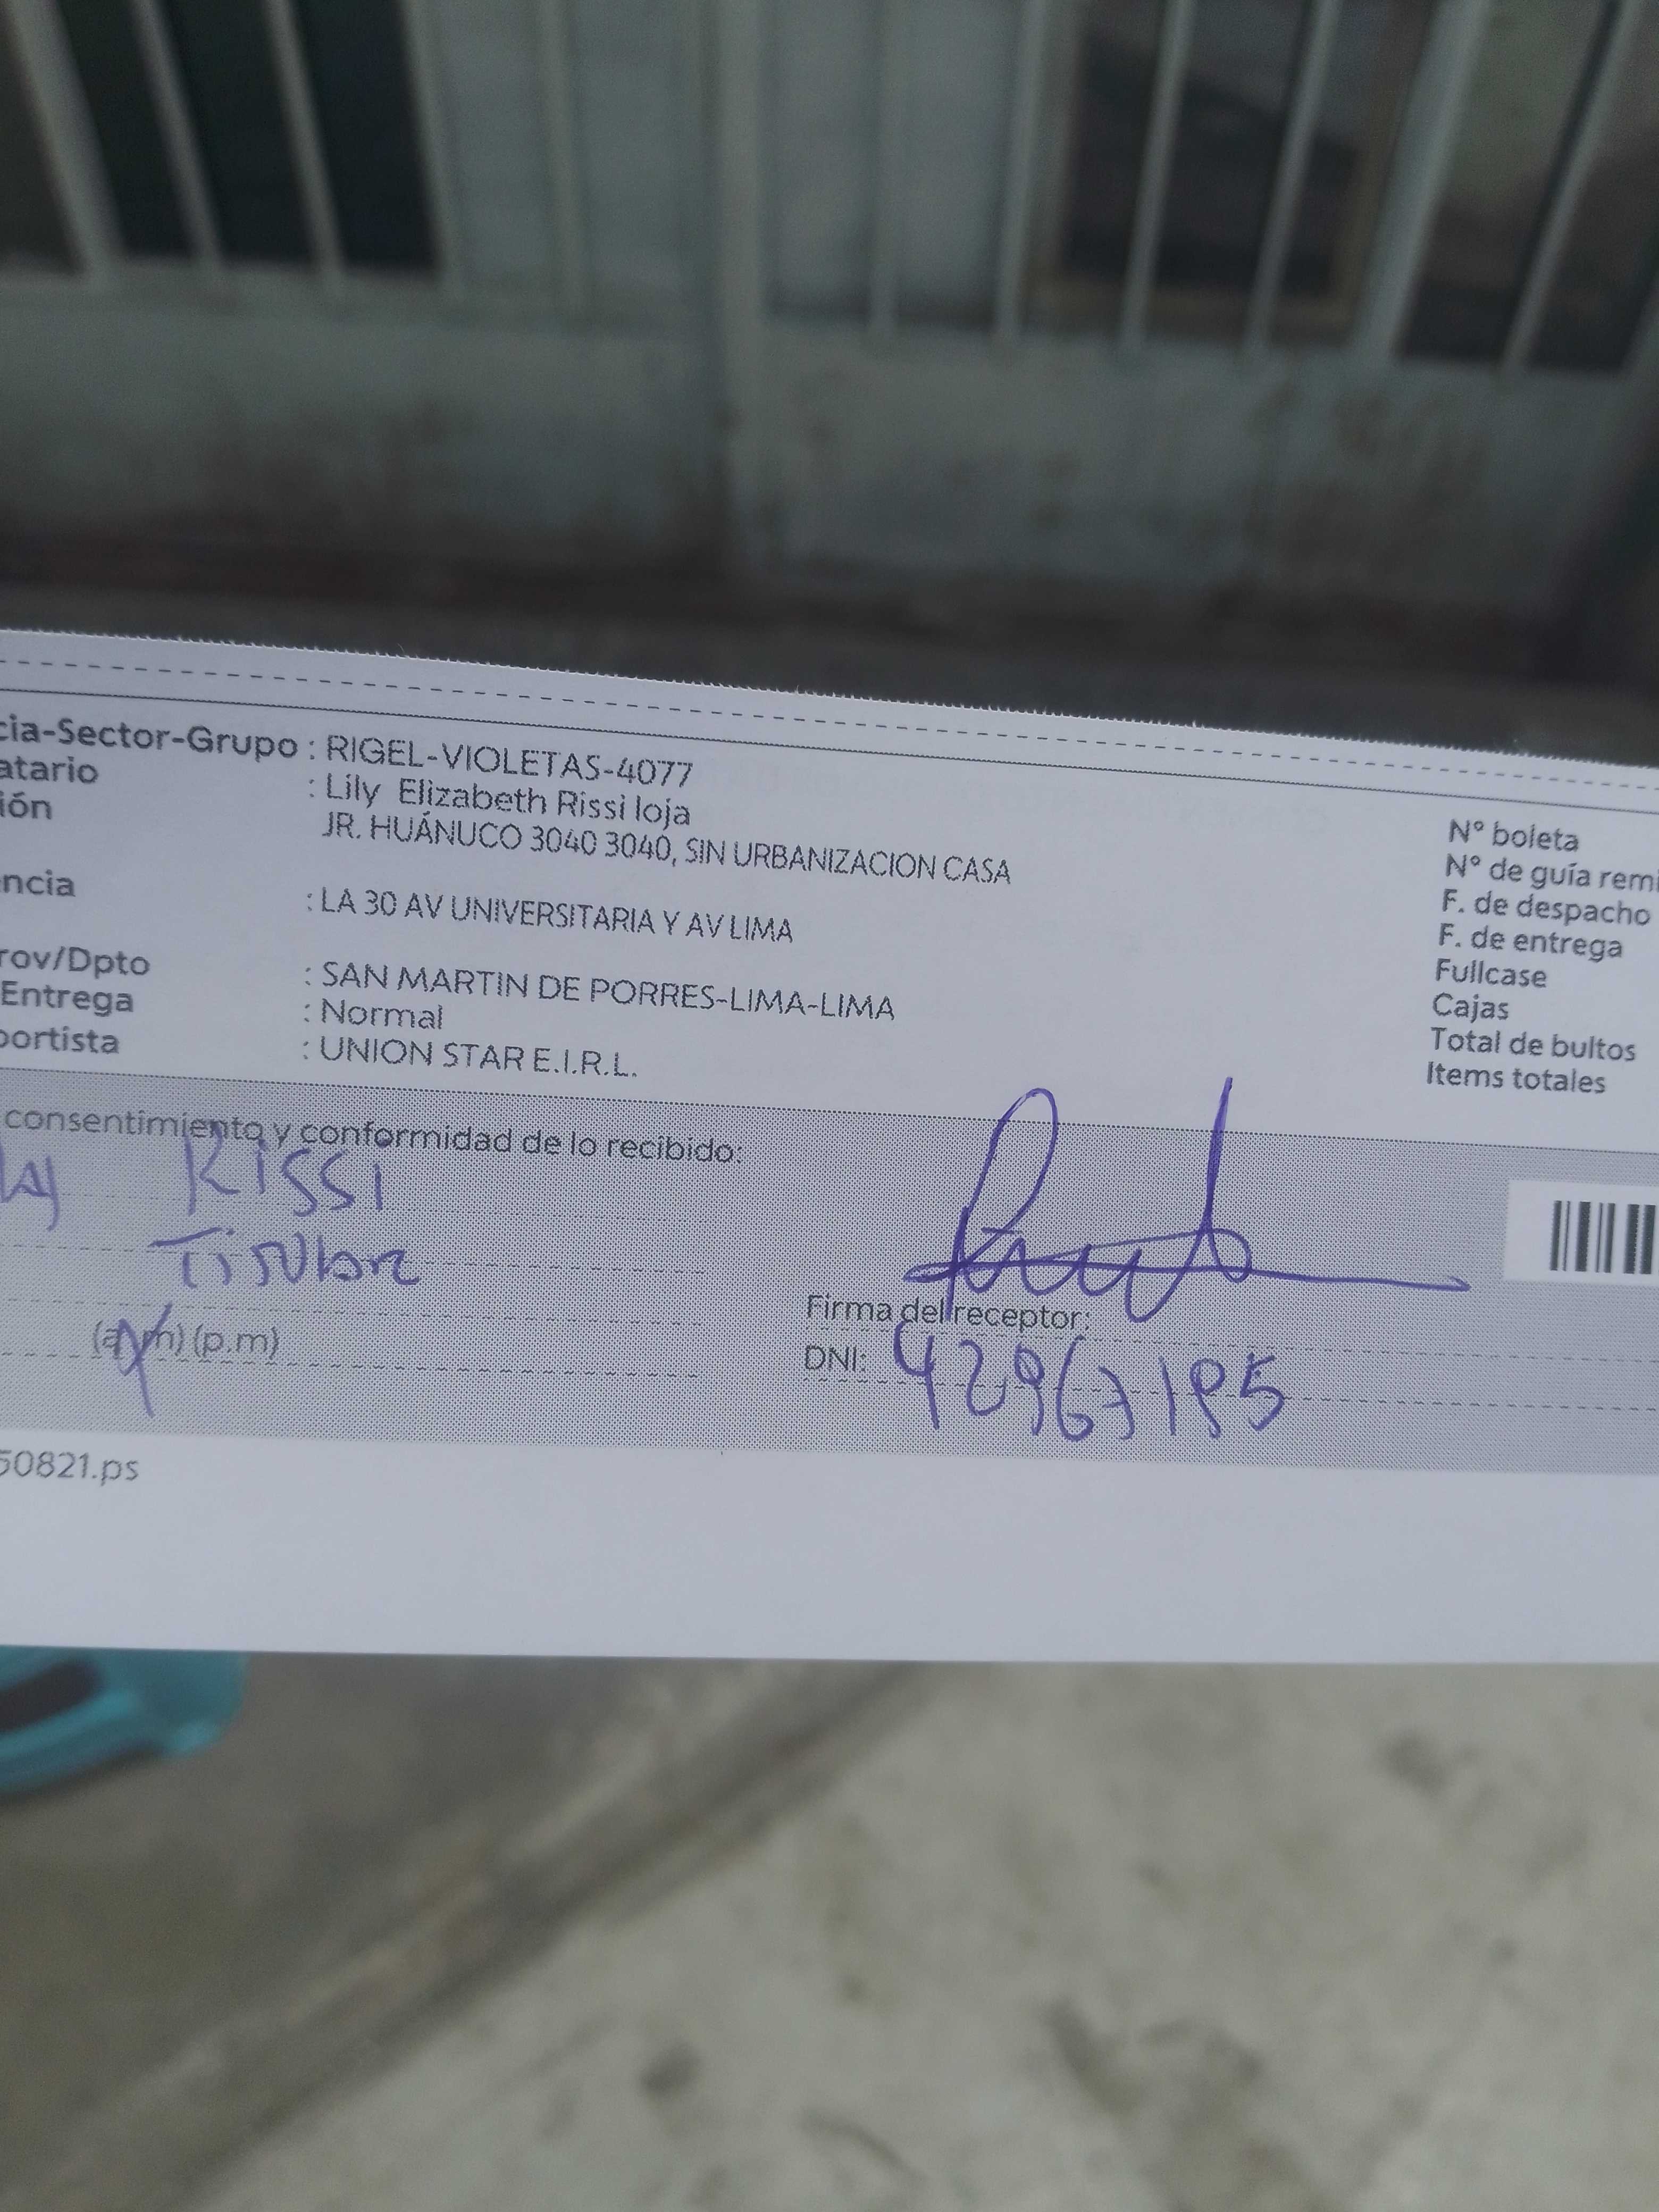 cia-Sector-Grupo : RIGEL-VIOLETAS-4077
atario : Lily Elizabeth Rissi loja
ión JR. HUÁNUCO 3040 3040, SIN URBANIZACION CASA
ncia : LA 30 AV UNIVERSITARIA Y AV LIMA
rov/Dpto : SAN MARTIN DE PORRES-LIMA-LIMA
Entrega : Normal
portista : UNION STAR E.I.R.L.
N° boleta
N° de guía remi
F. de despacho
F. de entrega
Fullcase
Cajas
Total de bultos
Items totales
consentimiento y conformidad de lo recibido:
Rissi
(a.m) (p.m)
Firma del receptor:
DNI: 42967195
50821.ps